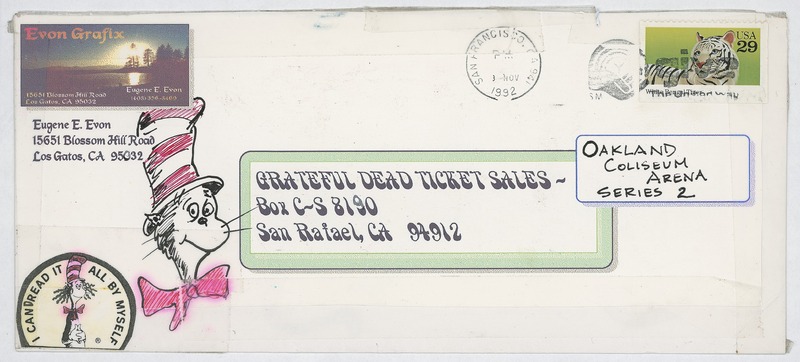 Evon Grafix
Eugene E. Evon
15651 Blossom Hill Road
Los Gatos, CA 95032
Eugene E. Evon
15651 Blossom Hill Road
Los Gatos, CA 95032
SAN FRANCISCO
3 NOV
1992
USA
29
GRATEFUL DEAD TICKET SALES ~
Box C-S 8190
San Rafael, CA 94912
OAKLAND
COLISEUM
ARENA
SERIES 2
I CAN READ IT ALL BY MYSELF
®